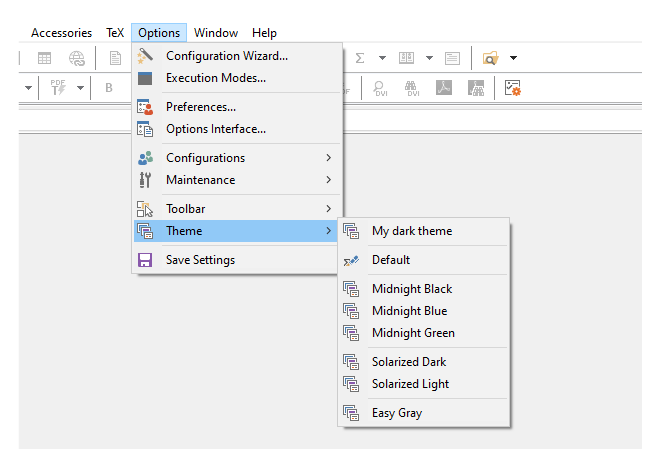 Accessories TeX Options Window Help
Configuration Wizard...
Execution Modes...
PDF
TF
B
DVI
DVI
Preferences...
Options Interface...
Configurations
Maintenance
Toolbar
Theme
Save Settings
My dark theme
Default
Midnight Black
Midnight Blue
Midnight Green
Solarized Dark
Solarized Light
Easy Gray